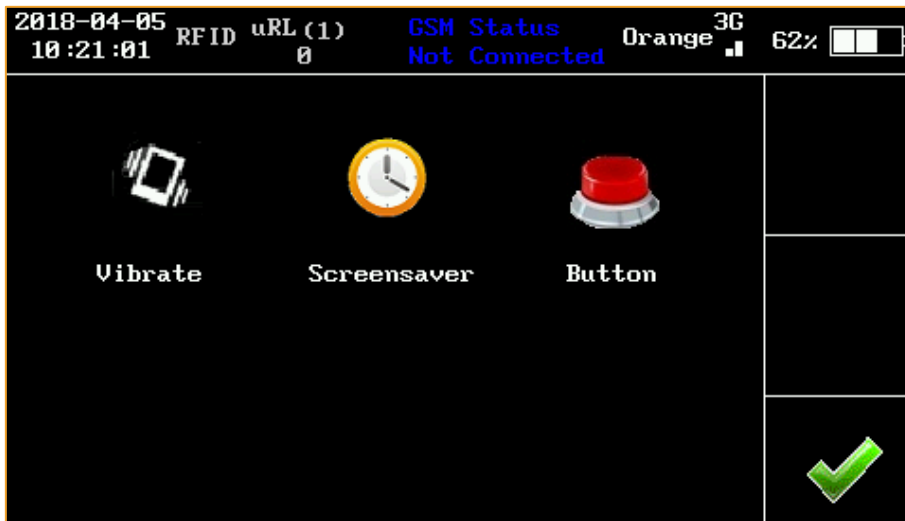 2018-04-05
10:21:01
RFID
uRL(1)
0
GSM Status
Not Connected
Orange
3G
62%
Vibrate
Screensaver
Button